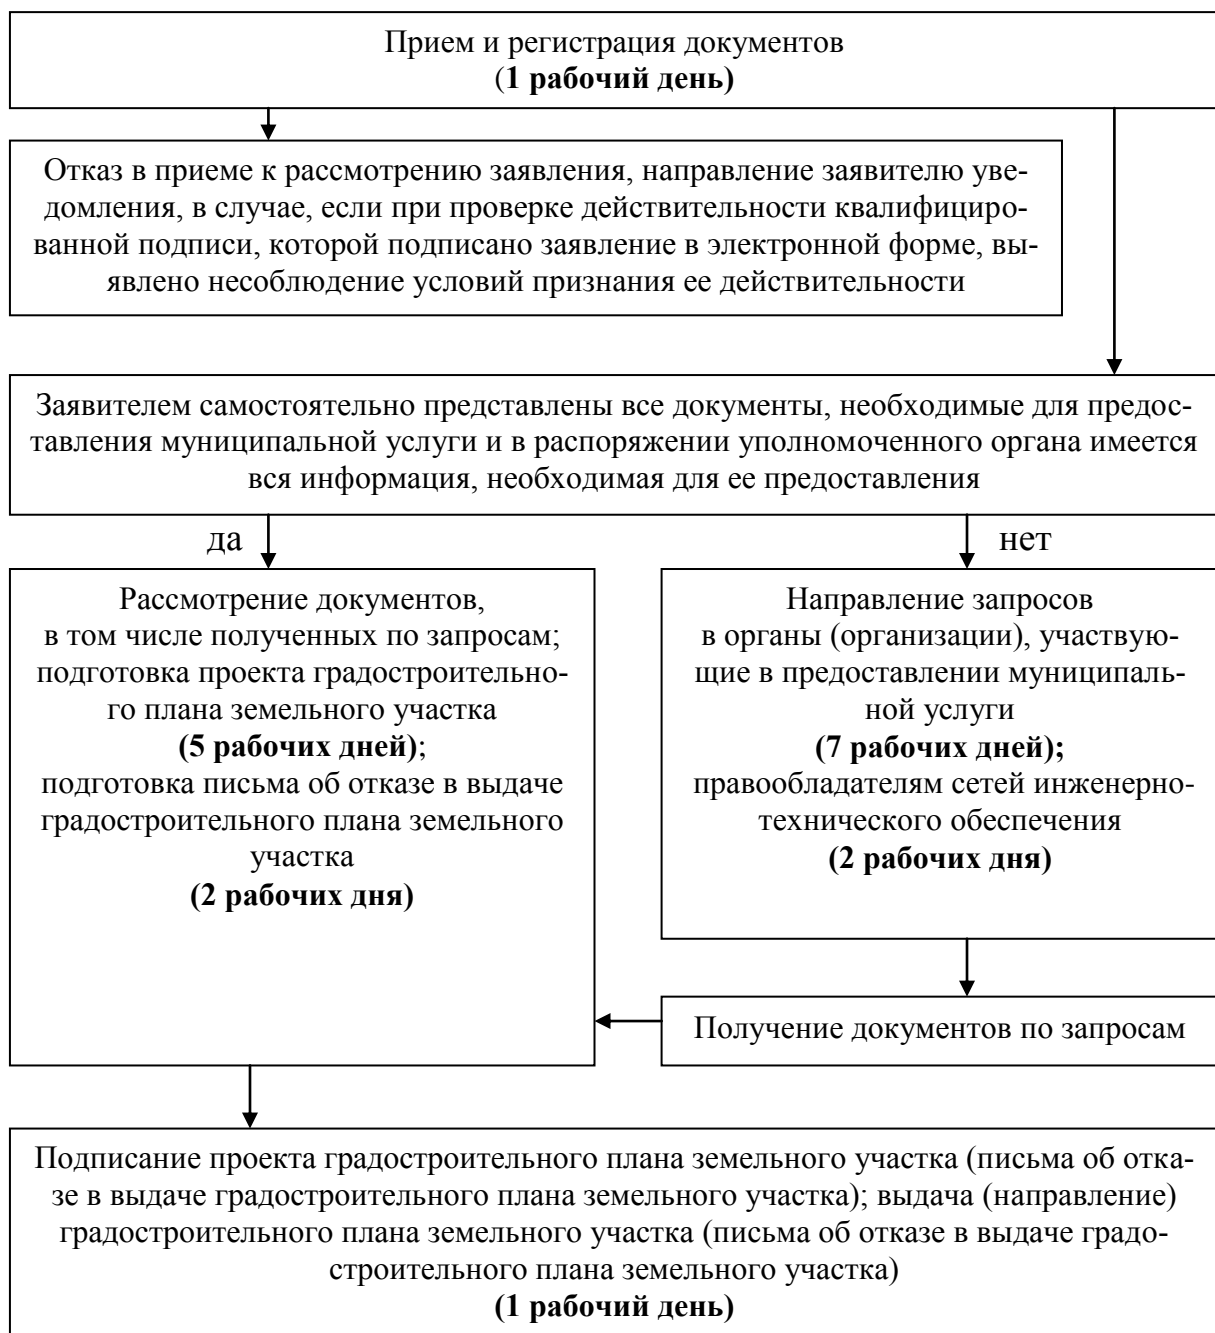 Прием и регистрация документов
(1 рабочий день)
Отказ в приеме к рассмотрению заявления, направление заявителю уве-
домления, в случае, если при проверке действительности квалифициро-
ванной подписи, которой подписано заявление в электронной форме, вы-
явлено несоблюдение условий признания ее действительности
Заявителем самостоятельно представлены все документы, необходимые для предос-
тавления муниципальной услуги и в распоряжении уполномоченного органа имеется
вся информация, необходимая для ее предоставления
да
нет
Рассмотрение документов,
в том числе полученных по запросам;
подготовка проекта градостроительно-
го плана земельного участка
(5 рабочих дней);
подготовка письма об отказе в выдаче
градостроительного плана земельного
участка
(2 рабочих дня)
Направление запросов
в органы (организации), участвую-
щие в предоставлении муниципаль-
ной услуги
(7 рабочих дней);
правообладателям сетей инженерно-
технического обеспечения
(2 рабочих дня)
Получение документов по запросам
Подписание проекта градостроительного плана земельного участка (письма об отка-
зе в выдаче градостроительного плана земельного участка); выдача (направление)
градостроительного плана земельного участка (письма об отказе в выдаче градо-
строительного плана земельного участка)
(1 рабочий день)